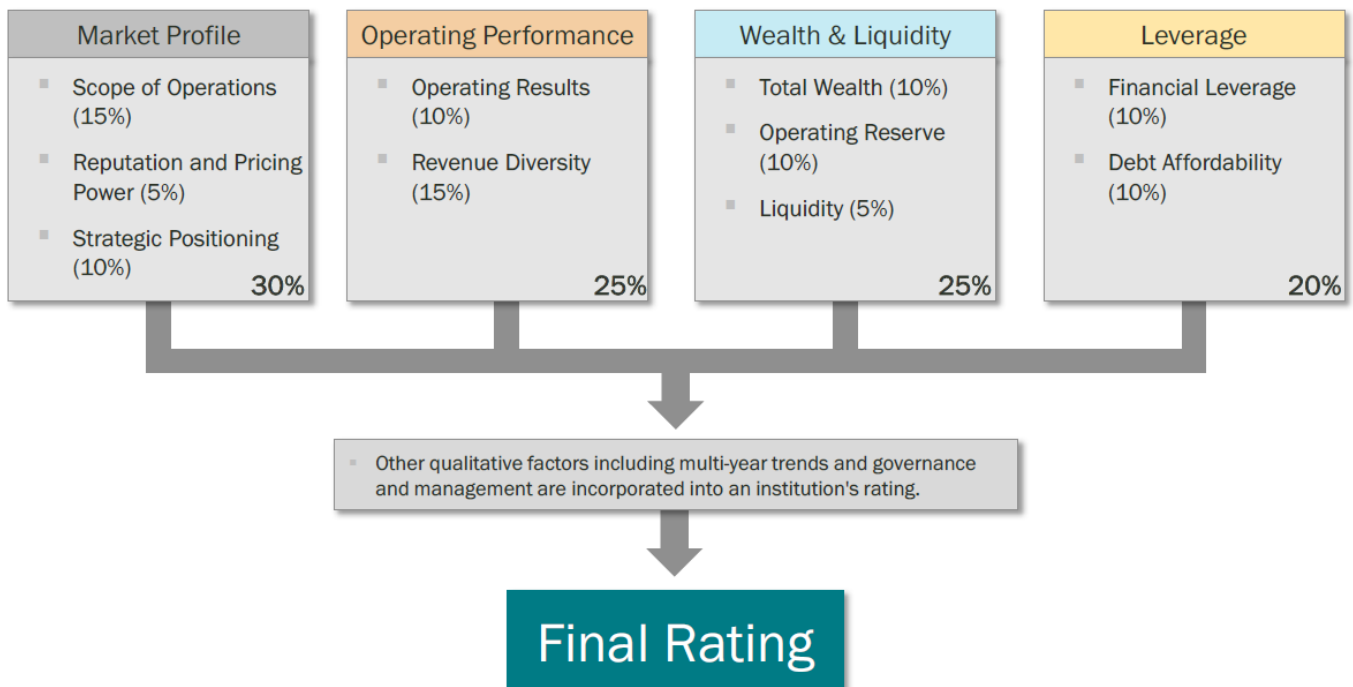 Market Profile
Scope of Operations
(15%)
Reputation and Pricing
Power (5%)
Strategic Positioning
(10%)
30%
Operating Performance
Operating Results
(10%)
Revenue Diversity
(15%)
25%
Wealth & Liquidity
Total Wealth (10%)
Operating Reserve
(10%)
Liquidity (5%)
25%
Leverage
Financial Leverage
(10%)
Debt Affordability
(10%)
20%
Other qualitative factors including multi-year trends and governance
and management are incorporated into an institution's rating.
Final Rating